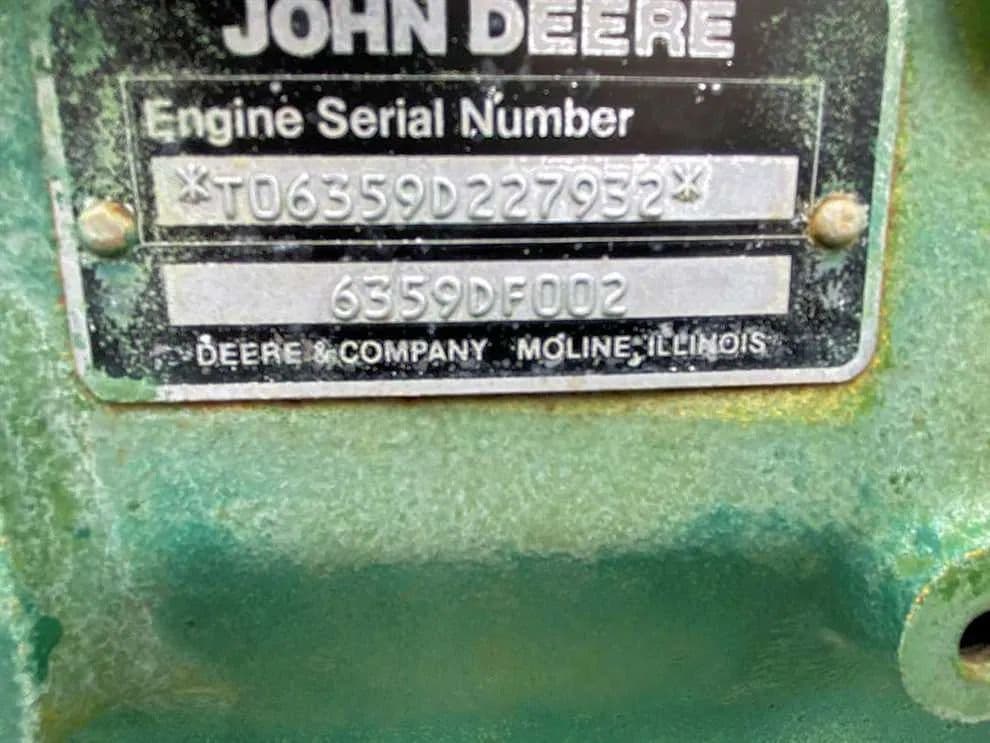 JOHN DEERE
Engine Serial Number
*T06359D227932*
6359DF002
DEERE & COMPANY MOLINE, ILLINOIS